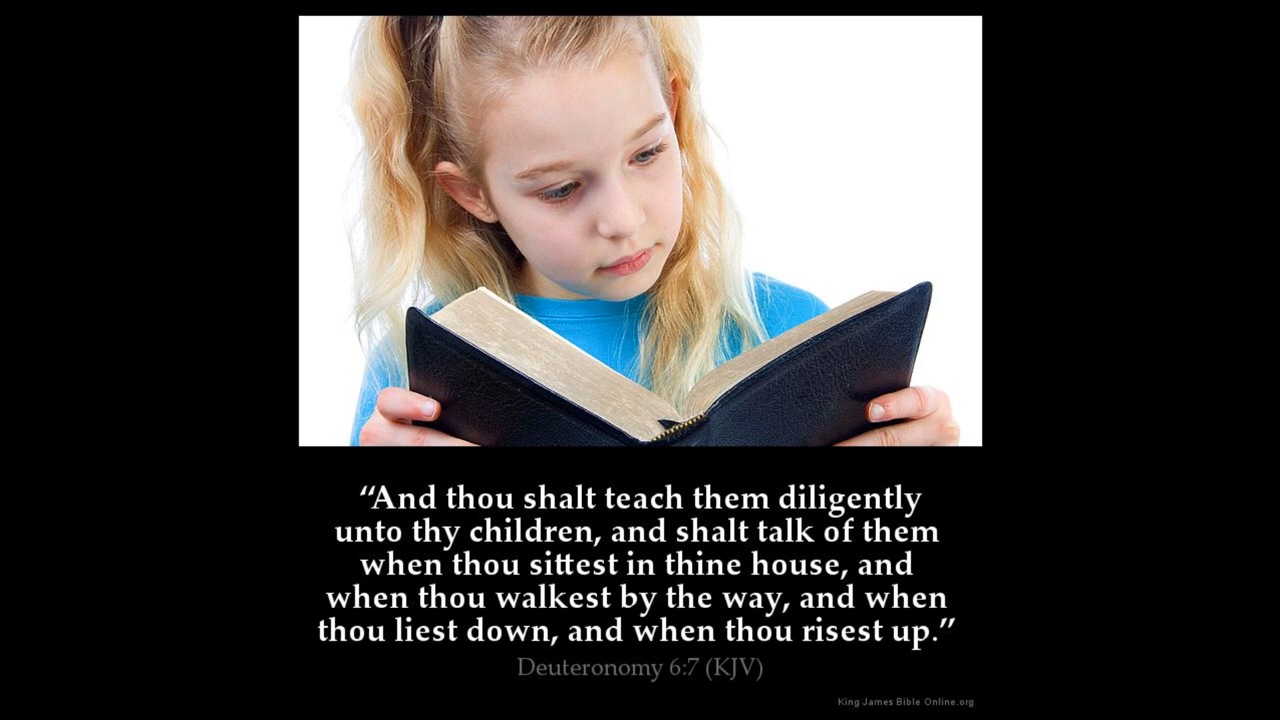 “And thou shalt teach them diligently
unto thy children, and shalt talk of them
when thou sittest in thine house, and
when thou walkest by the way, and when
thou liest down, and when thou risest up.”
Deuteronomy 6:7 (KJV)
King James Bible Online.org